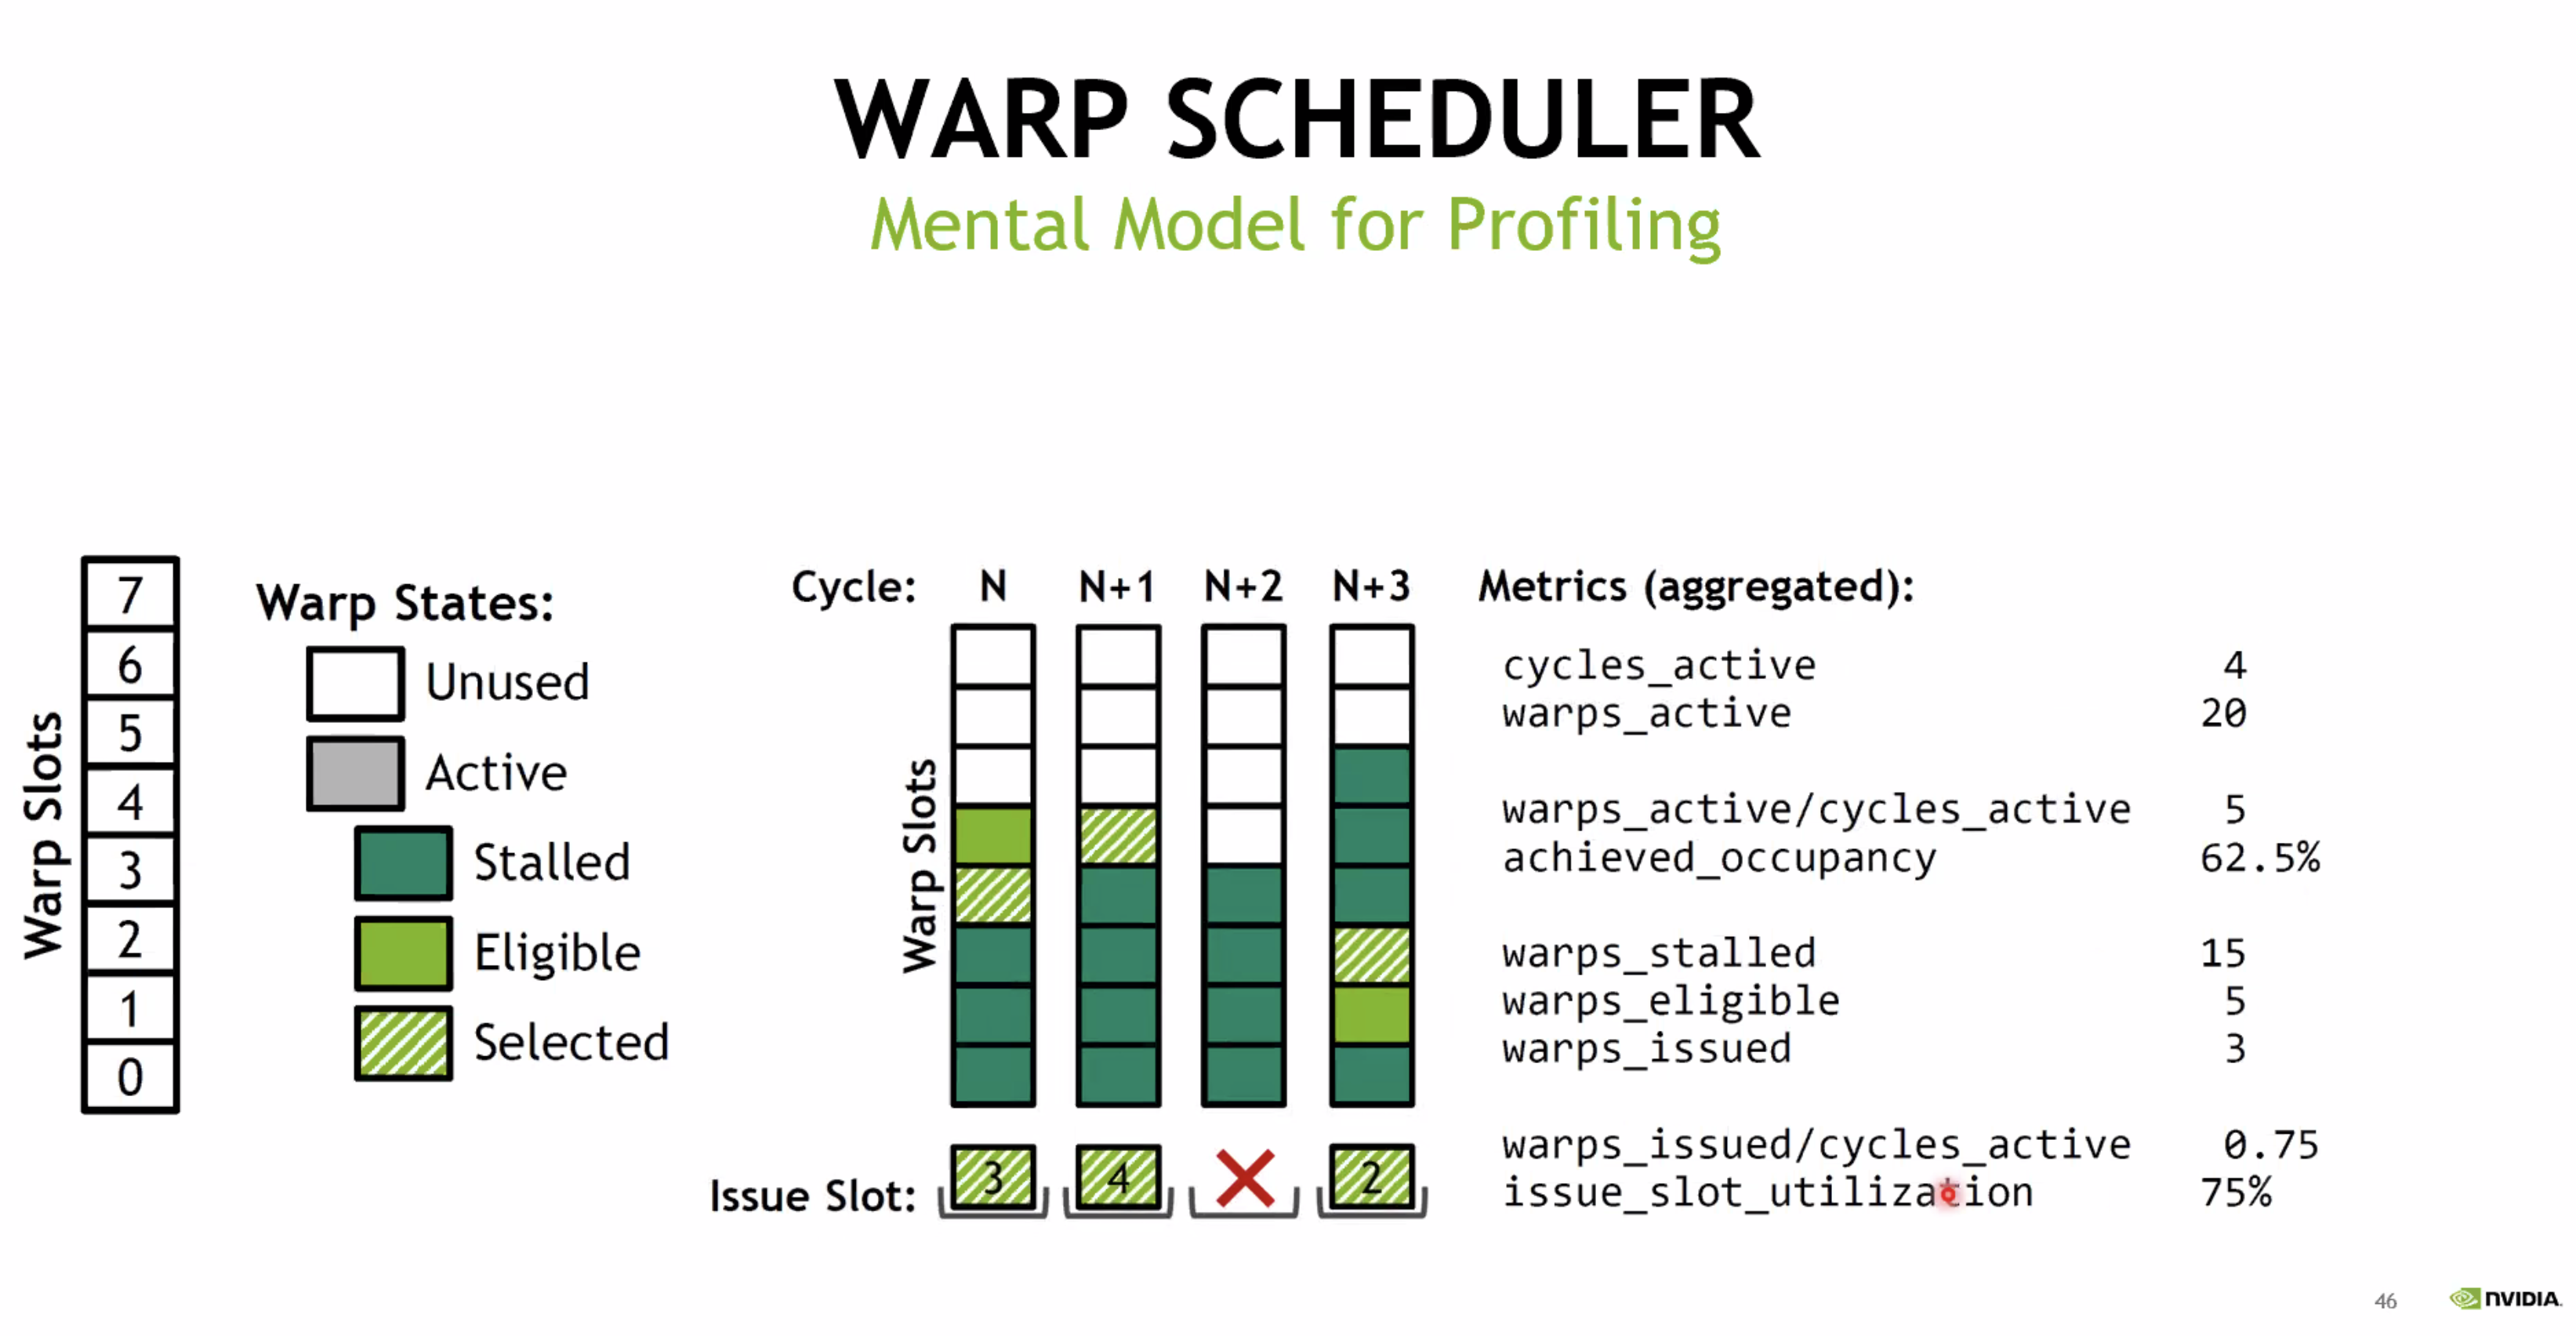 WARP SCHEDULER
Mental Model for Profiling
Warp Slots
7
6
5
4
3
2
1
0
Warp States:
Unused
Active
Stalled
Eligible
Selected
Cycle: N N+1 N+2 N+3
Warp Slots
Issue Slot: 3 4 2
Metrics (aggregated):
cycles_active 4
warps_active 20
warps_active/cycles_active 5
achieved_occupancy 62.5%
warps_stalled 15
warps_eligible 5
warps_issued 3
warps_issued/cycles_active 0.75
issue_slot_utilization 75%
46 NVIDIA.